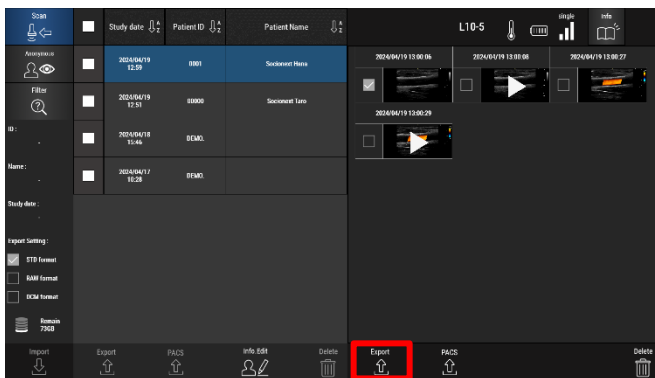 Scan
Study date
Patient ID
Patient Name
L10-5
single
Info
Anonymous
2024/04/19
12:59
0001
Socionext Hana
2024/04/19 13:00:06
2024/04/19 13:00:08
2024/04/19 13:00:27
Filter
2024/04/19
12:51
00000
Socionext Taro
2024/04/19 13:00:29
ID :
2024/04/18
15:46
DEMO.
Name :
2024/04/17
10:28
DEMO.
Study date :
Export Setting :
STD format
RAW format
DCM format
Remain
73GB
Import
Export
PACS
Info.Edit
Delete
Export
PACS
Delete